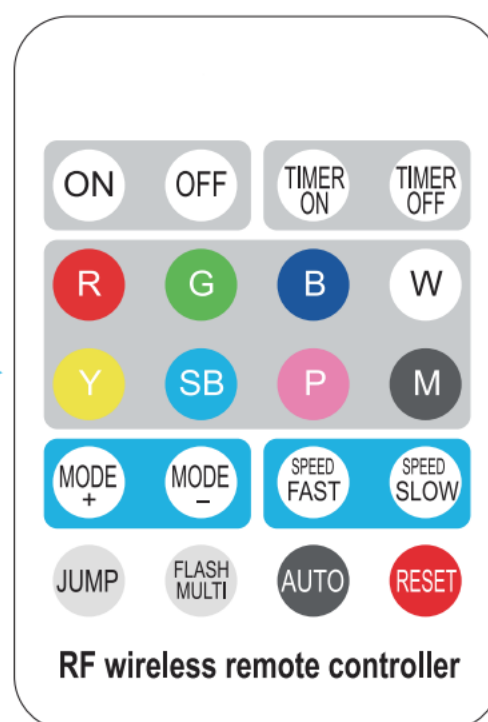 ON OFF TIMER ON TIMER OFF
R G B W
Y SB P M
MODE + MODE – SPEED FAST SPEED SLOW
JUMP FLASH MULTI AUTO RESET
RF wireless remote controller